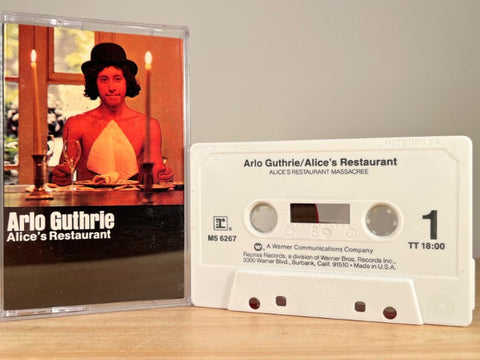 Arlo Guthrie
Alice's Restaurant
Arlo Guthrie/Alice's Restaurant
ALICE'S RESTAURANT MASSACREE
M5 6267
1
TT 18:00
A Warner Communications Company
Reprise Records, a division of Warner Bros. Records Inc.,
3300 Warner Blvd., Burbank, Calif. 91510 • Made in U.S.A.